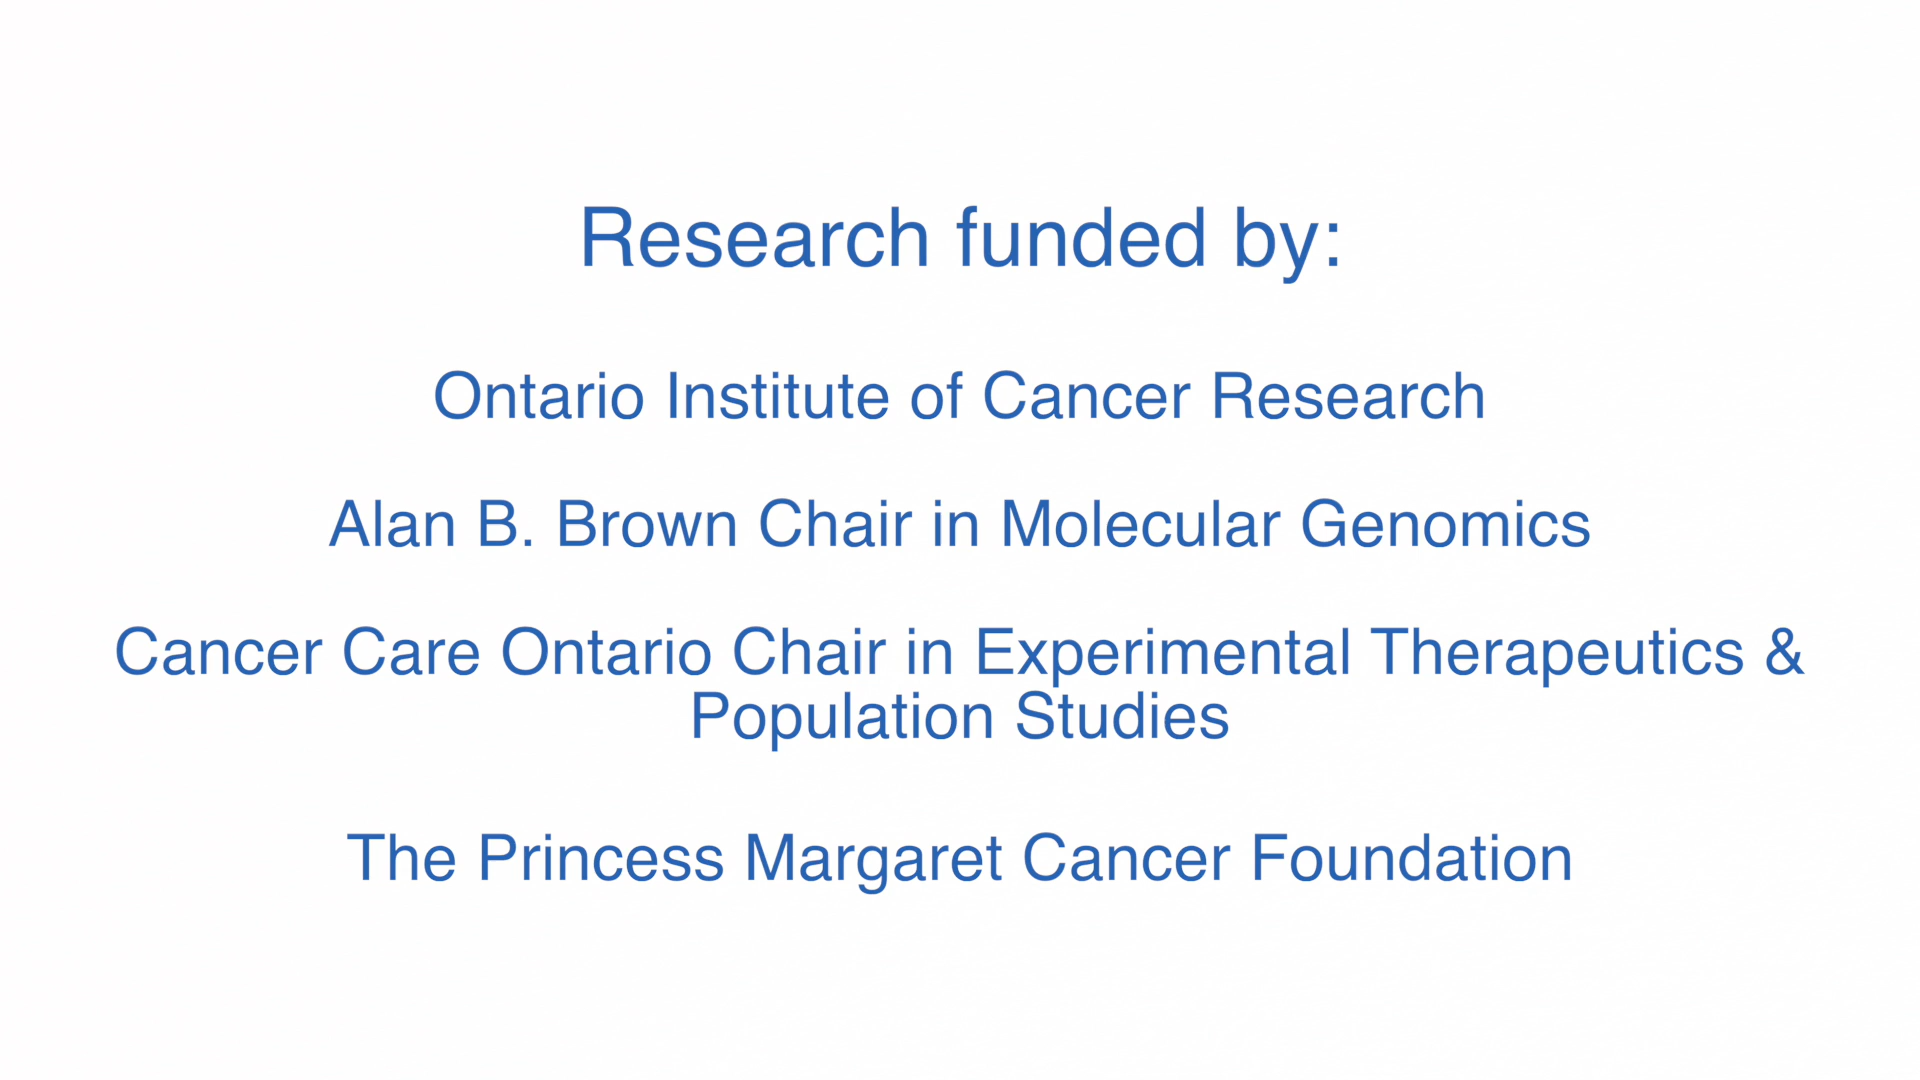 Research funded by:
Ontario Institute of Cancer Research
Alan B. Brown Chair in Molecular Genomics
Cancer Care Ontario Chair in Experimental Therapeutics &
Population Studies
The Princess Margaret Cancer Foundation